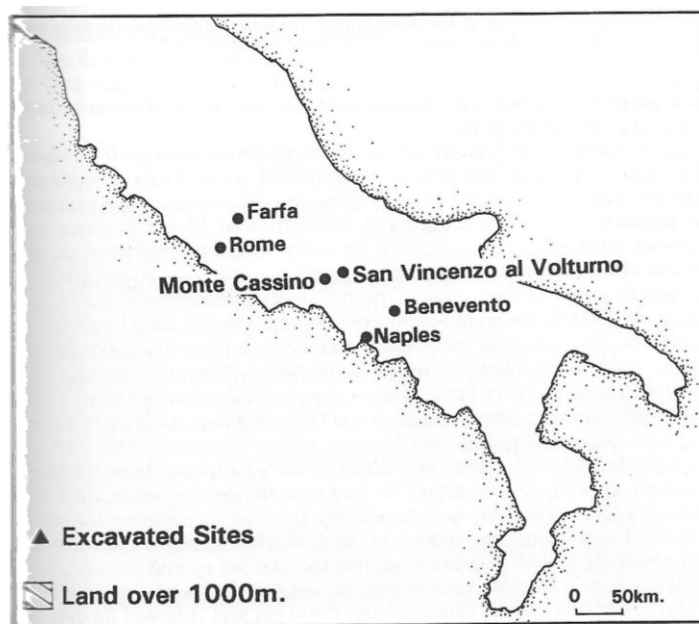 Farfa
Rome
Monte Cassino
San Vincenzo al Volturno
Benevento
Naples
Excavated Sites
Land over 1000m.
0 50km.